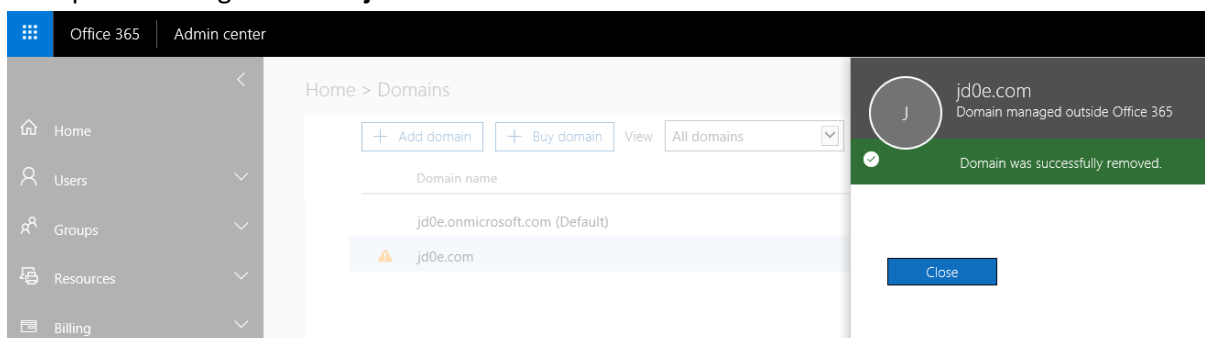 Office 365 Admin center
Home > Domains
Home
+ Add domain + Buy domain View All domains
Users
Domain name
Groups
jd0e.onmicrosoft.com (Default)
jd0e.com
Resources
Billing
J
jd0e.com
Domain managed outside Office 365
Domain was successfully removed.
Close